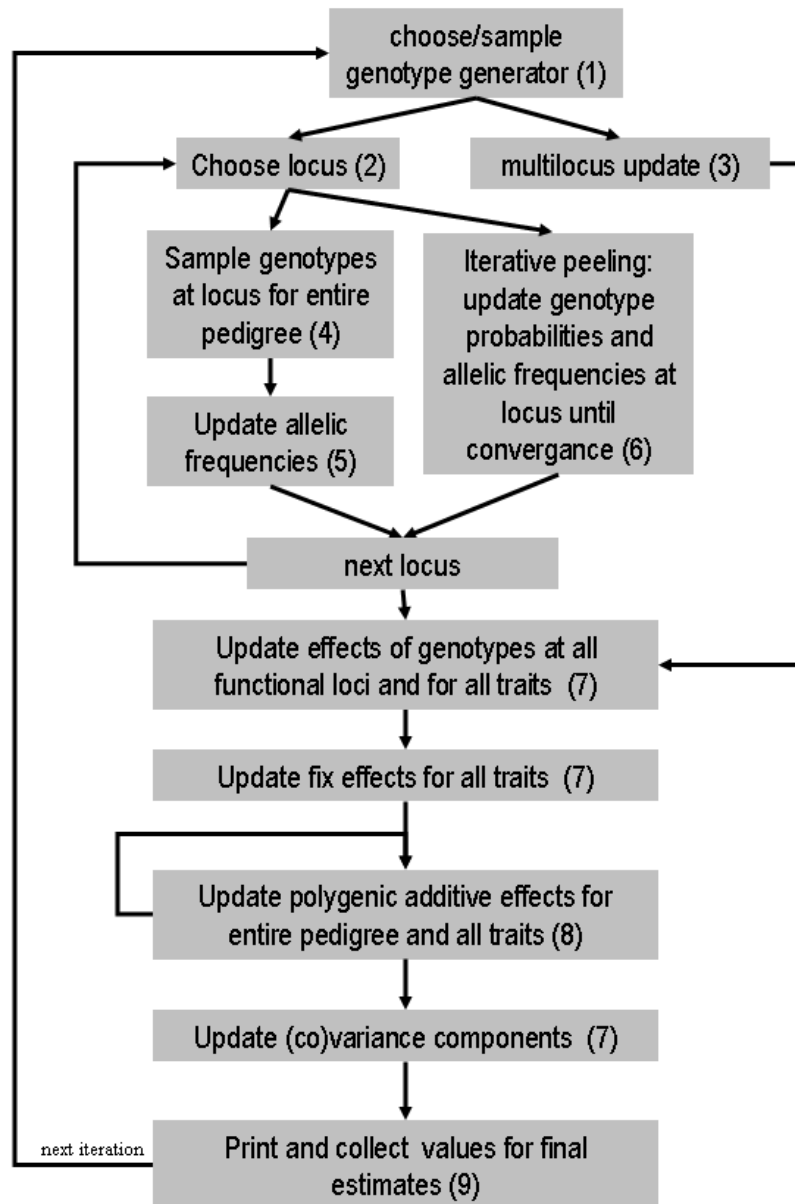 choose/sample
genotype generator (1)
Choose locus (2)
multilocus update (3)
Sample genotypes
at locus for entire
pedigree (4)
Iterative peeling:
update genotype
probabilities and
allelic frequencies at
locus until
convergance (6)
Update allelic
frequencies (5)
next locus
Update effects of genotypes at all
functional loci and for all traits (7)
Update fix effects for all traits (7)
Update polygenic additive effects for
entire pedigree and all traits (8)
Update (co)variance components (7)
next iteration
Print and collect values for final
estimates (9)